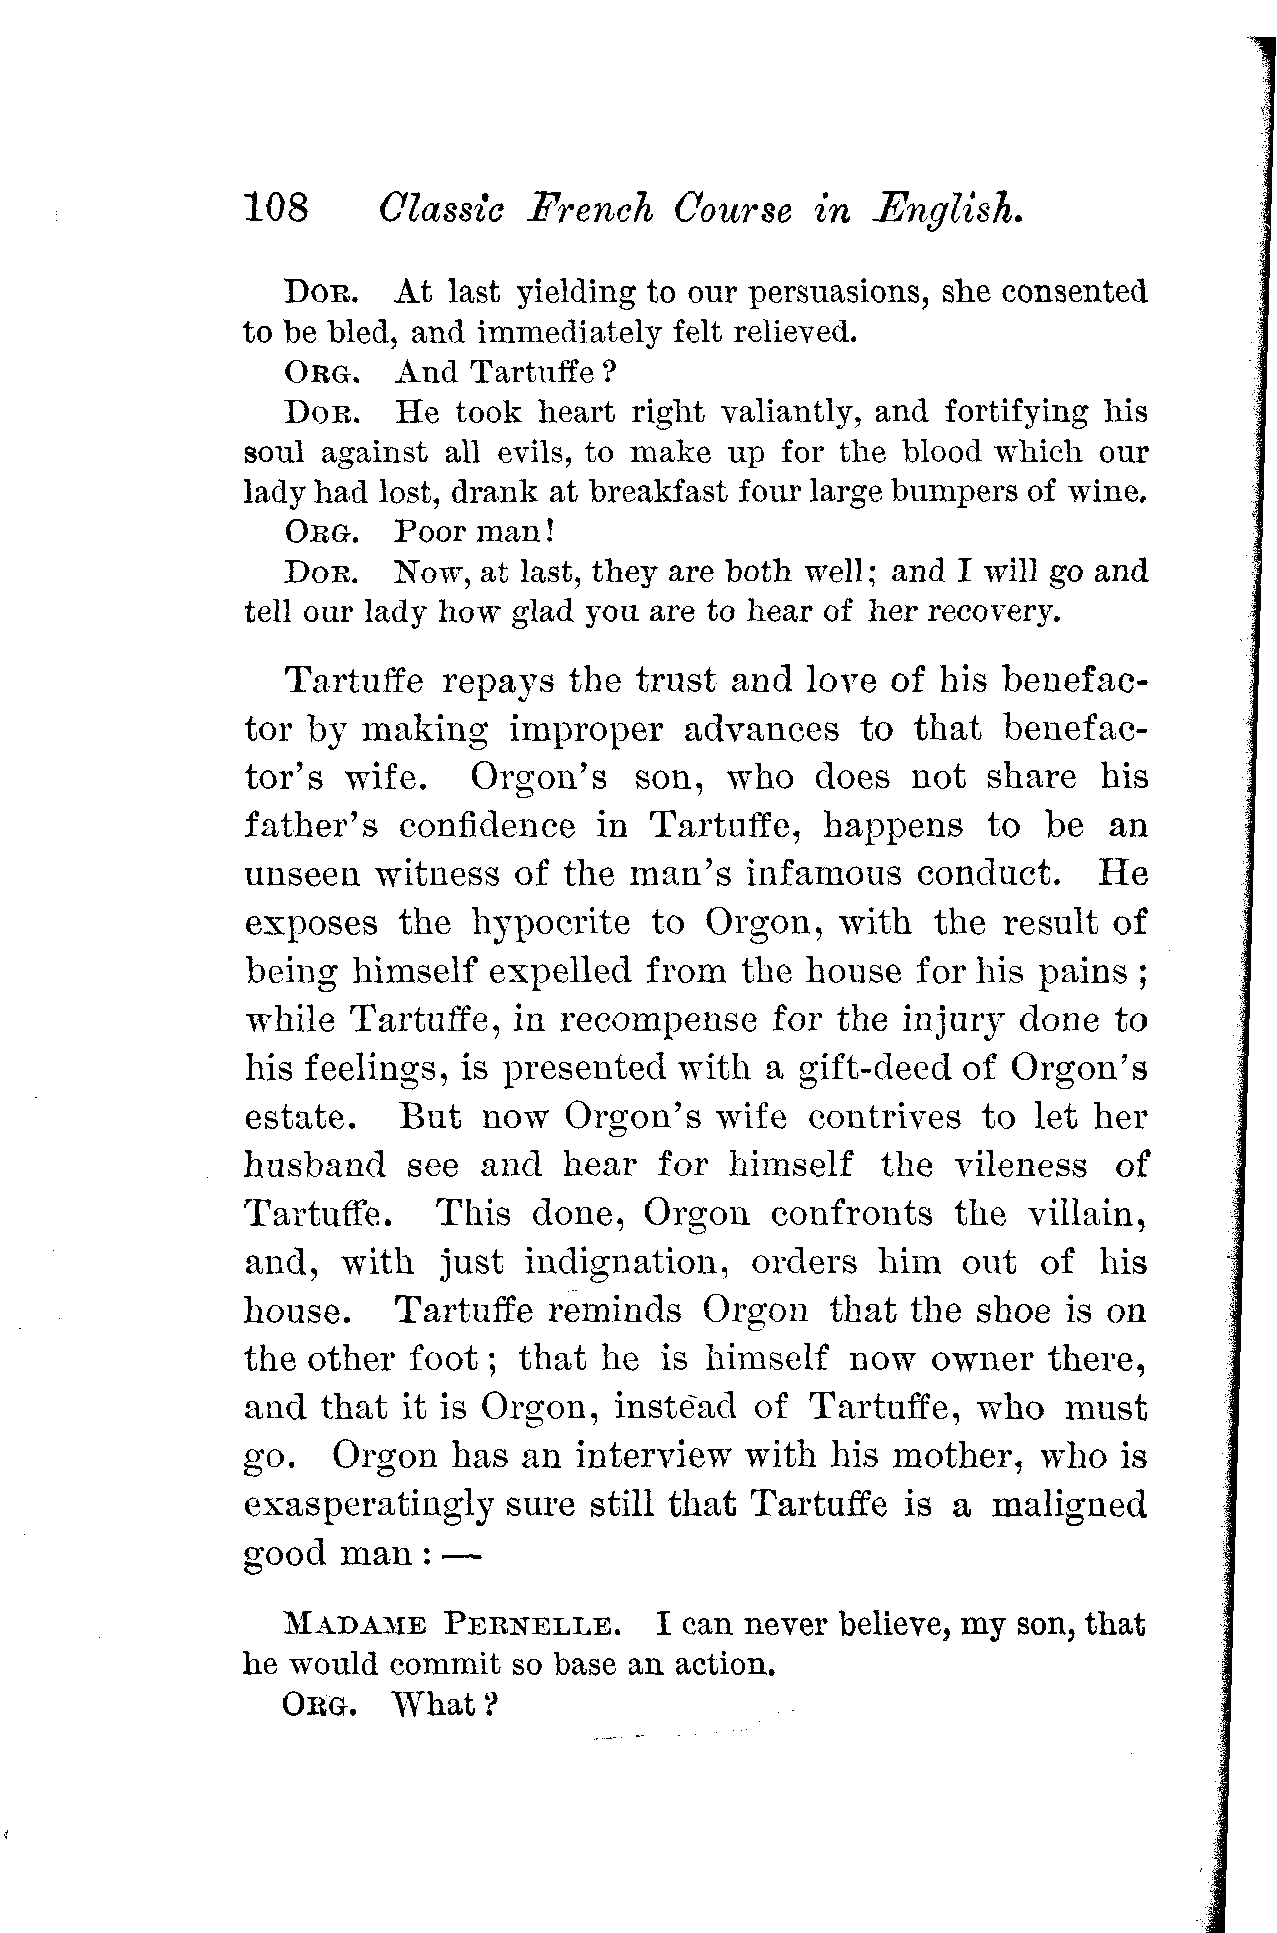 108 Classic French Course in English.
DOR. At last yielding to our persuasions, she consented
to be bled, and immediately felt relieved.
ORG. And Tartuffe?
DOR. He took heart right valiantly, and fortifying his
soul against all evils, to make up for the blood which our
lady had lost, drank at breakfast four large bumpers of wine.
ORG. Poor man!
DOR. Now, at last, they are both well; and I will go and
tell our lady how glad you are to hear of her recovery.
Tartuffe repays the trust and love of his benefac-
tor by making improper advances to that benefac-
tor's wife. Orgon's son, who does not share his
father's confidence in Tartuffe, happens to be an
unseen witness of the man's infamous conduct. He
exposes the hypocrite to Orgon, with the result of
being himself expelled from the house for his pains;
while Tartuffe, in recompense for the injury done to
his feelings, is presented with a gift-deed of Orgon's
estate. But now Orgon's wife contrives to let her
husband see and hear for himself the vileness of
Tartuffe. This done, Orgon confronts the villain,
and, with just indignation, orders him out of his
house. Tartuffe reminds Orgon that the shoe is on
the other foot; that he is himself now owner there,
and that it is Orgon, instead of Tartuffe, who must
go. Orgon has an interview with his mother, who is
exasperatingly sure still that Tartuffe is a maligned
good man: —
MADAME PERNELLE. I can never believe, my son, that
he would commit so base an action.
ORG. What?